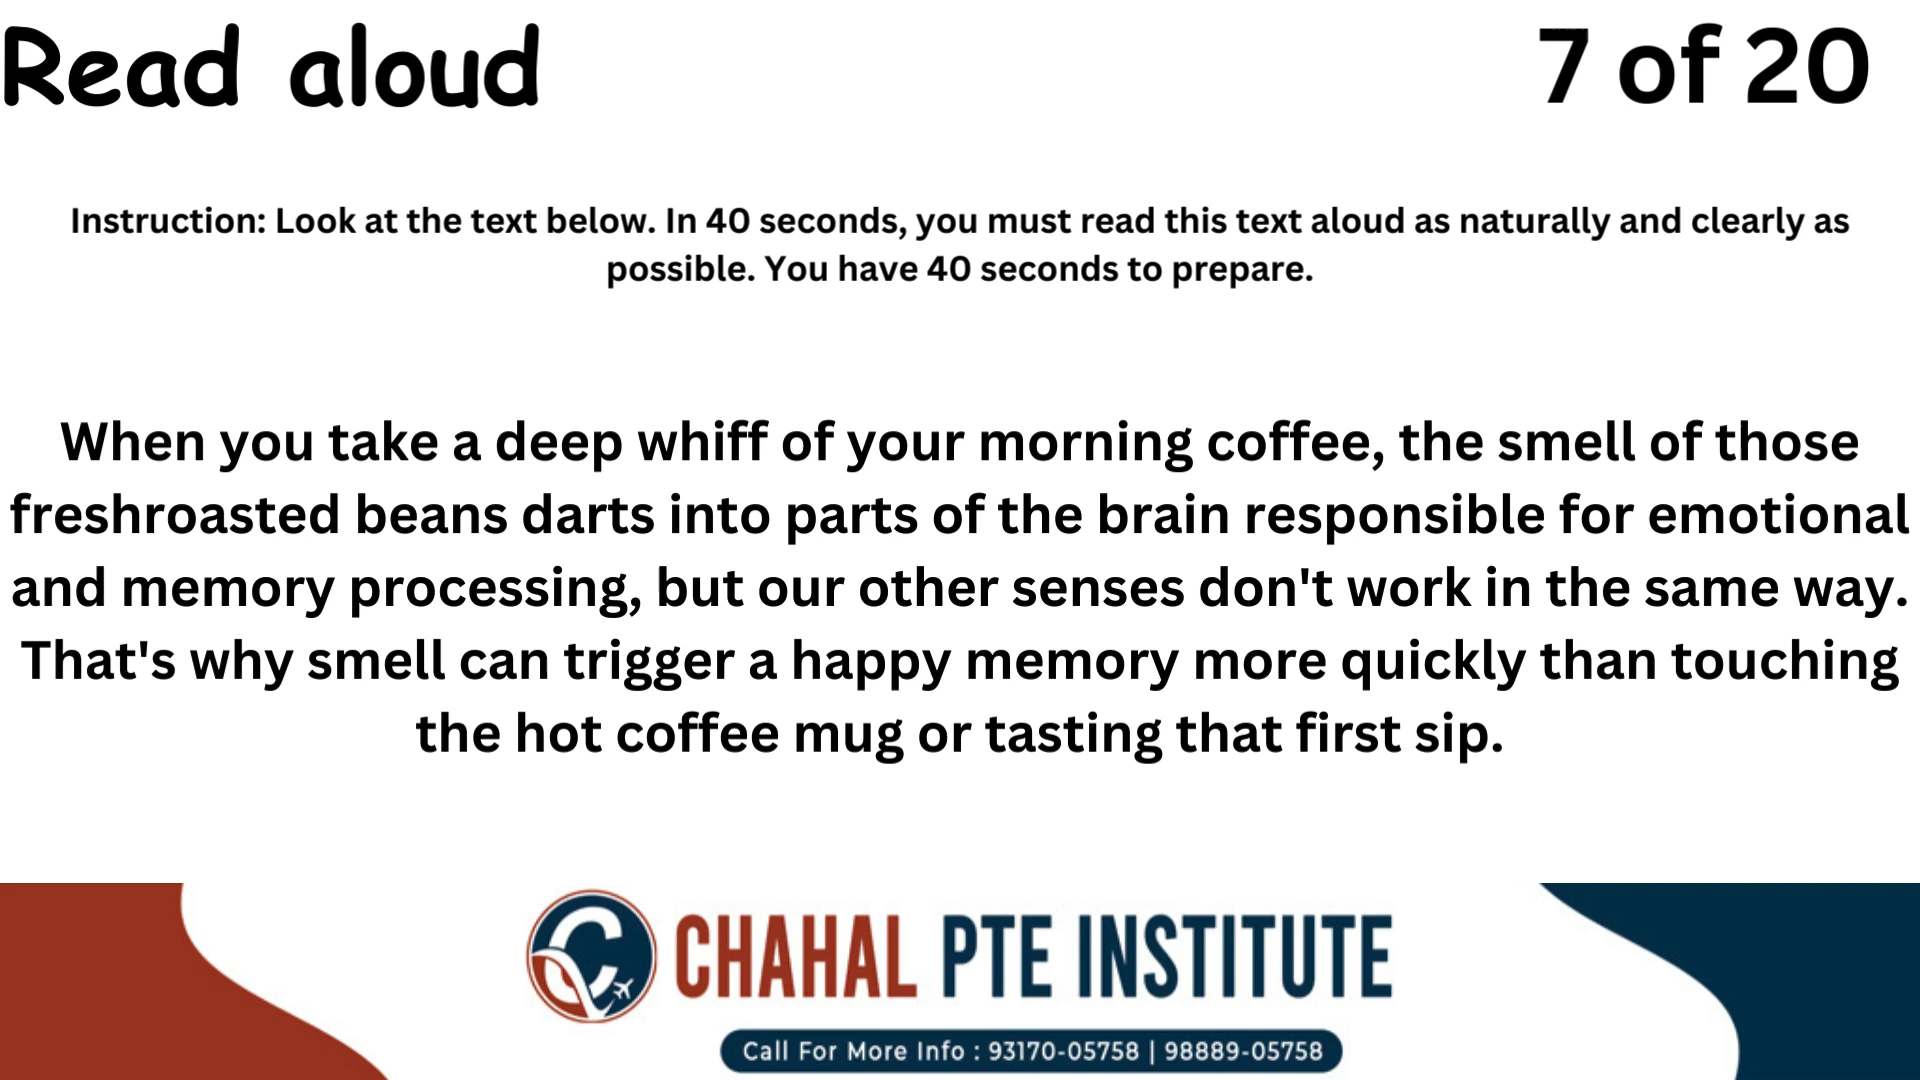 Read aloud
7 of 20
Instruction: Look at the text below. In 40 seconds, you must read this text aloud as naturally and clearly as
possible. You have 40 seconds to prepare.
When you take a deep whiff of your morning coffee, the smell of those
freshroasted beans darts into parts of the brain responsible for emotional
and memory processing, but our other senses don't work in the same way.
That's why smell can trigger a happy memory more quickly than touching
the hot coffee mug or tasting that first sip.
CHAHAL PTE INSTITUTE
Call For More Info : 93170-05758 | 98889-05758